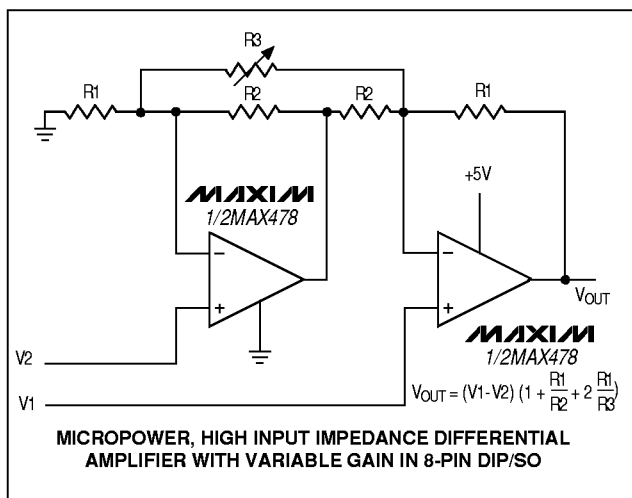 R3
R1
R2
R2
R1
+5V
MAXIM
1/2MAX478
−
+
−
+
VOUT
MAXIM
1/2MAX478
V2
V1
VOUT = (V1-V2) (1 + R1/R2 + 2 R1/R3)
MICROPOWER, HIGH INPUT IMPEDANCE DIFFERENTIAL
AMPLIFIER WITH VARIABLE GAIN IN 8-PIN DIP/SO